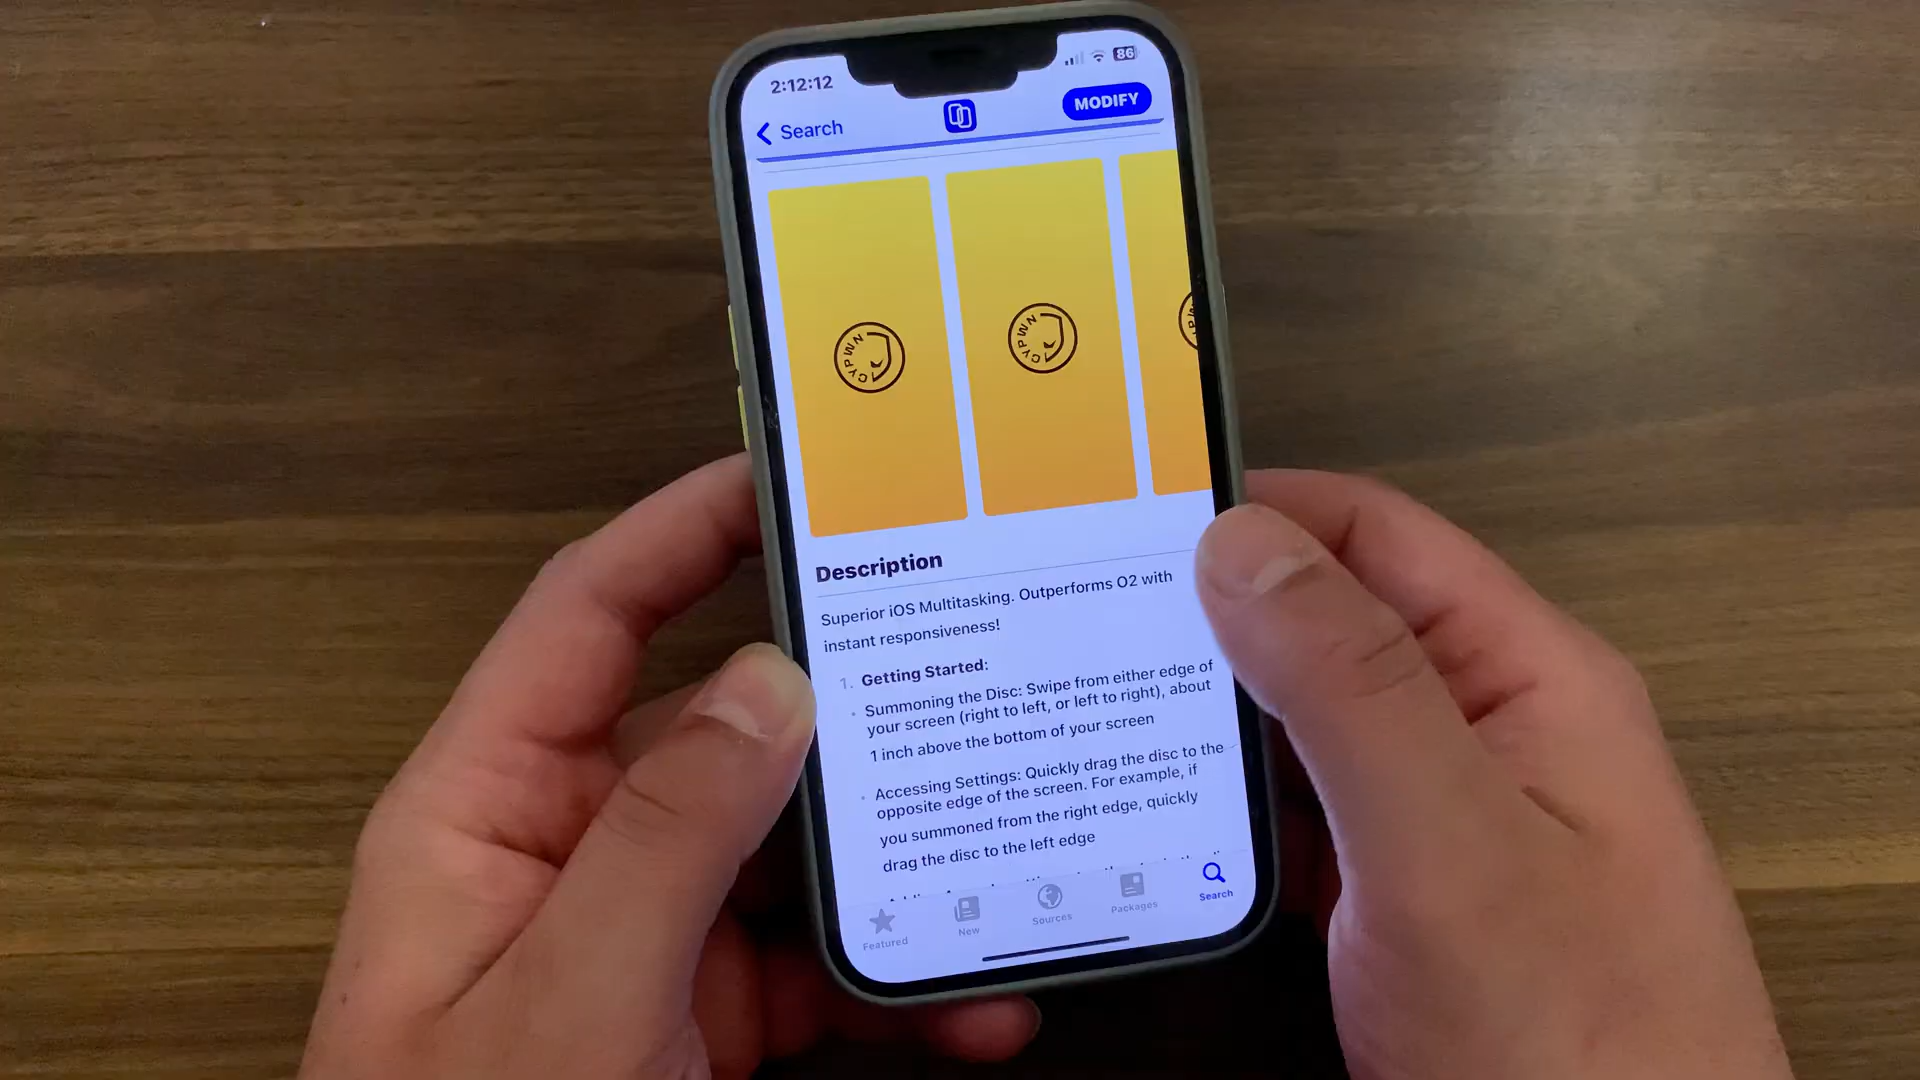 2:12:12
86
Search
MODIFY
CYPWN
CYPWN
Description
Superior iOS Multitasking. Outperforms O2 with
instant responsiveness!
1. Getting Started:
Summoning the Disc: Swipe from either edge of
your screen (right to left, or left to right), about
1 inch above the bottom of your screen
Accessing Settings: Quickly drag the disc to the
opposite edge of the screen. For example, if
you summoned from the right edge, quickly
drag the disc to the left edge
Featured
New
Sources
Packages
Search